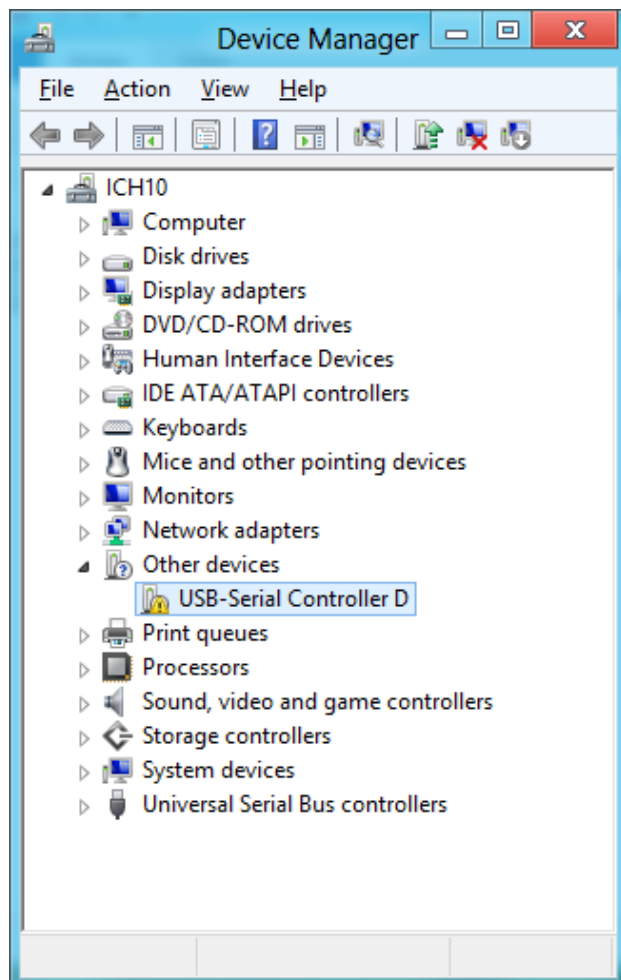 Device Manager
File Action View Help
ICH10
Computer
Disk drives
Display adapters
DVD/CD-ROM drives
Human Interface Devices
IDE ATA/ATAPI controllers
Keyboards
Mice and other pointing devices
Monitors
Network adapters
Other devices
USB-Serial Controller D
Print queues
Processors
Sound, video and game controllers
Storage controllers
System devices
Universal Serial Bus controllers